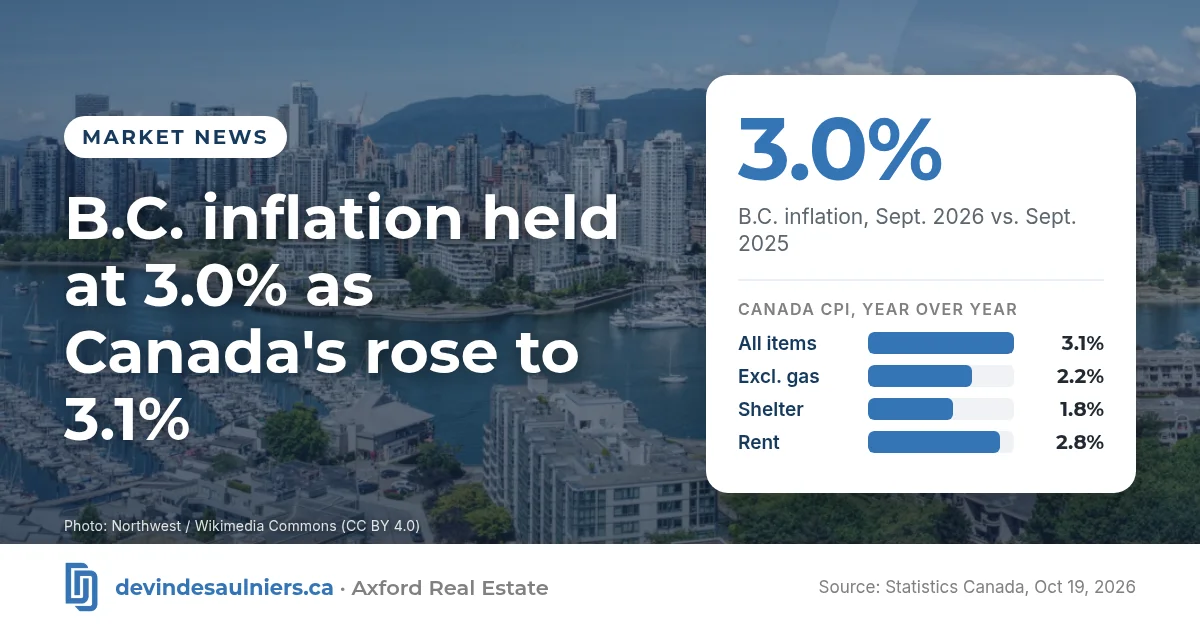 MARKET NEWS
B.C. inflation held
at 3.0% as
Canada's rose to
3.1%
Photo: Northwest / Wikimedia Commons (CC BY 4.0)
3.0%
B.C. inflation, Sept. 2026 vs. Sept.
2025
CANADA CPI, YEAR OVER YEAR
All items 3.1%
Excl. gas 2.2%
Shelter 1.8%
Rent 2.8%
devindesaulniers.ca · Axford Real Estate
Source: Statistics Canada, Oct 19, 2026